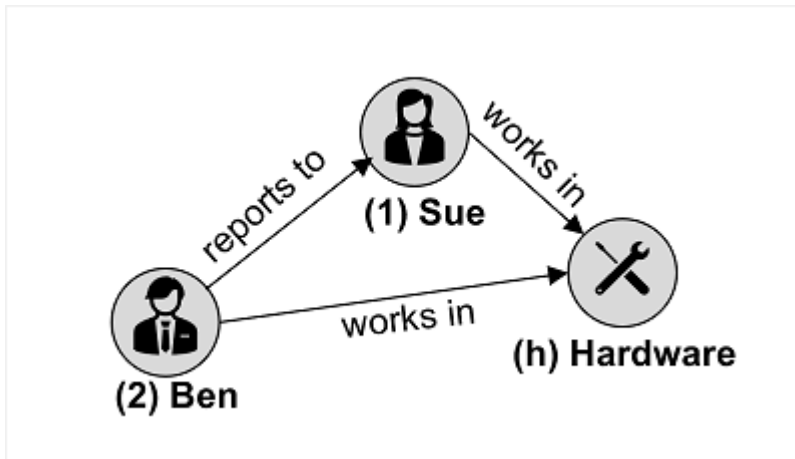 works in
reports to
(1) Sue
works in
(h) Hardware
(2) Ben